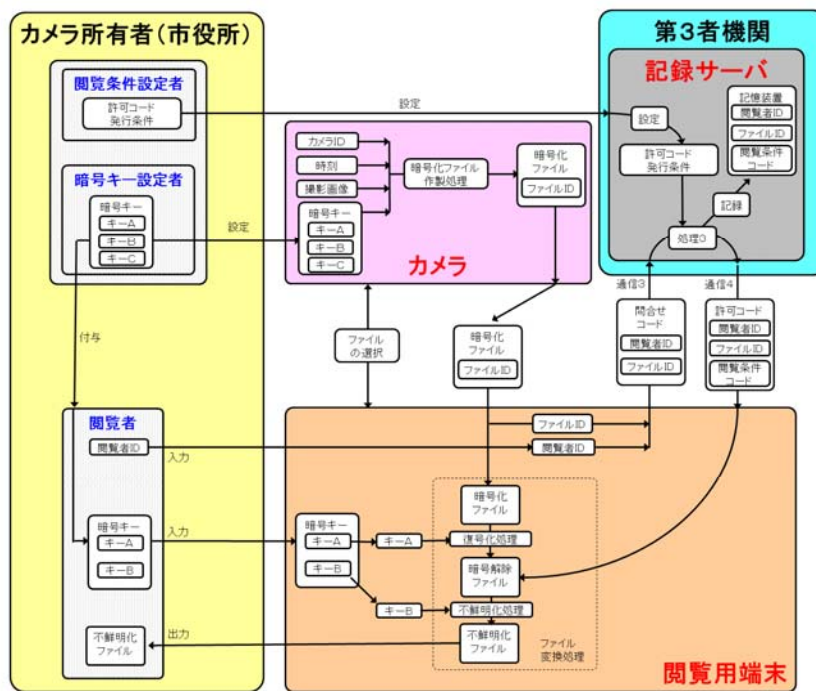 カメラ所有者(市役所)
閲覧条件設定者
許可コード
発行条件
暗号キー設定者
暗号キー
キーA
キーB
キーC
設定
設定
付与
カメラID
時刻
撮影画像
暗号キー
キーA
キーB
キーC
暗号化ファイル
作製処理
暗号化
ファイル
ファイルID
カメラ
第3者機関
記録サーバ
設定
許可コード
発行条件
記憶装置
閲覧者ID
ファイルID
閲覧条件
コード
記録
処理O
通信3
通信4
ファイル
の選択
暗号化
ファイル
ファイルID
問合せ
コード
閲覧者ID
ファイルID
許可コード
閲覧者ID
ファイルID
閲覧条件
コード
閲覧者
閲覧者ID
入力
ファイルID
閲覧者ID
暗号キー
キーA
キーB
入力
暗号キー
キーA
キーB
キーA
キーB
暗号化
ファイル
復号化処理
暗号解除
ファイル
不鮮明化処理
不鮮明化
ファイル
ファイル
変換処理
出力
不鮮明化
ファイル
閲覧用端末